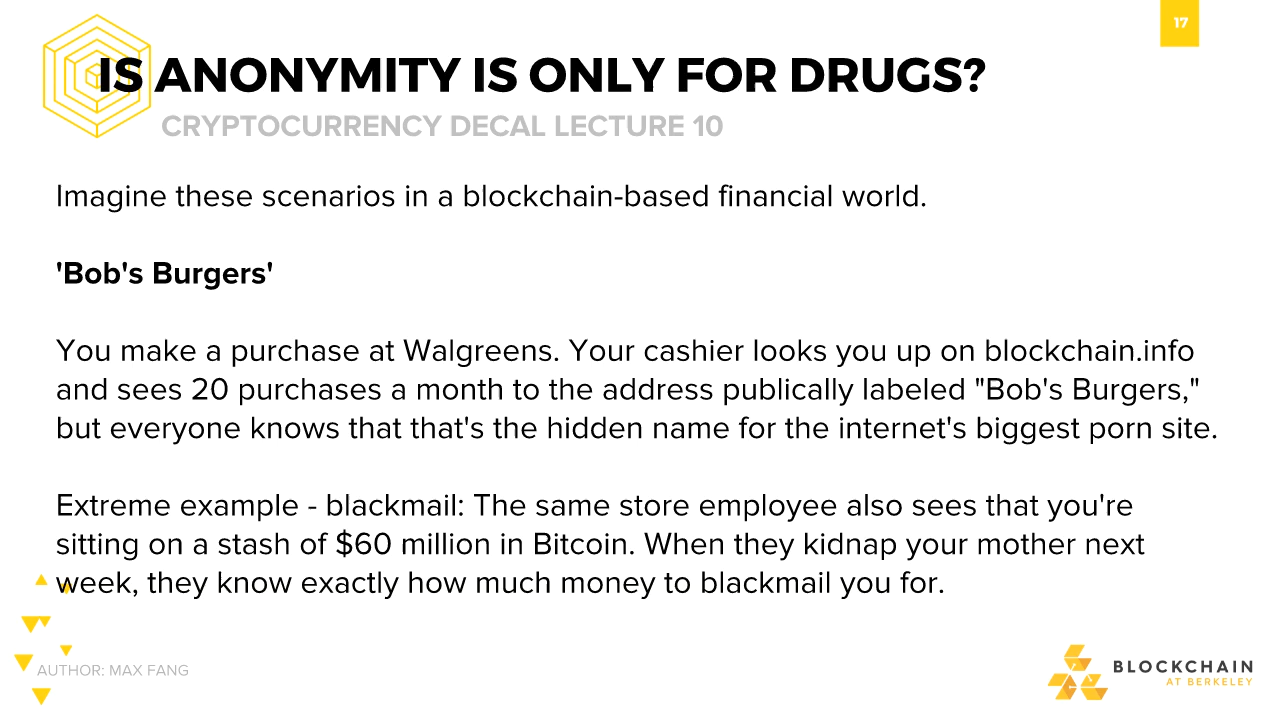 17
IS ANONYMITY IS ONLY FOR DRUGS?
CRYPTOCURRENCY DECAL LECTURE 10
Imagine these scenarios in a blockchain-based financial world.
'Bob's Burgers'
You make a purchase at Walgreens. Your cashier looks you up on blockchain.info
and sees 20 purchases a month to the address publically labeled "Bob's Burgers,"
but everyone knows that that's the hidden name for the internet's biggest porn site.
Extreme example - blackmail: The same store employee also sees that you're
sitting on a stash of $60 million in Bitcoin. When they kidnap your mother next
week, they know exactly how much money to blackmail you for.
AUTHOR: MAX FANG
BLOCKCHAIN
AT BERKELEY